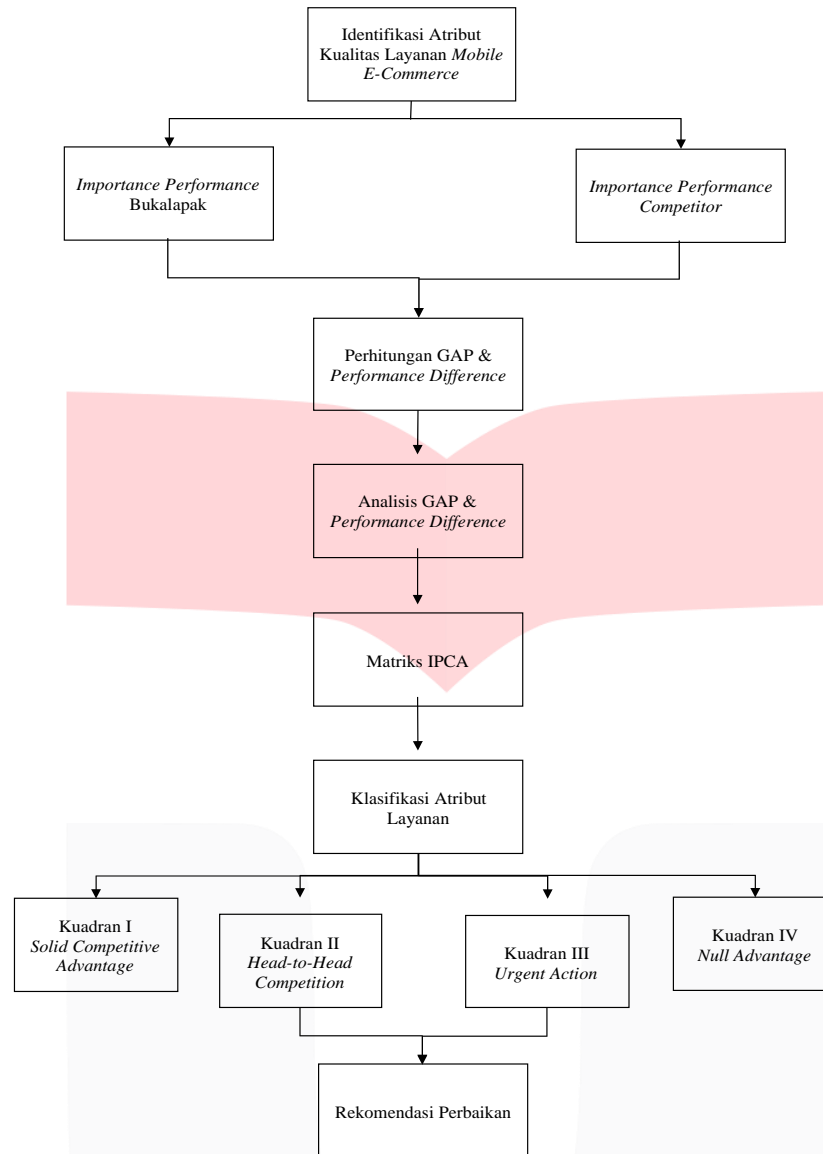 Identifikasi Atribut
Kualitas Layanan Mobile
E-Commerce
Importance Performance
Bukalapak
Importance Performance
Competitor
Perhitungan GAP &
Performance Difference
Analisis GAP &
Performance Difference
Matriks IPCA
Klasifikasi Atribut
Layanan
Kuadran I
Solid Competitive
Advantage
Kuadran II
Head-to-Head
Competition
Kuadran III
Urgent Action
Kuadran IV
Null Advantage
Rekomendasi Perbaikan